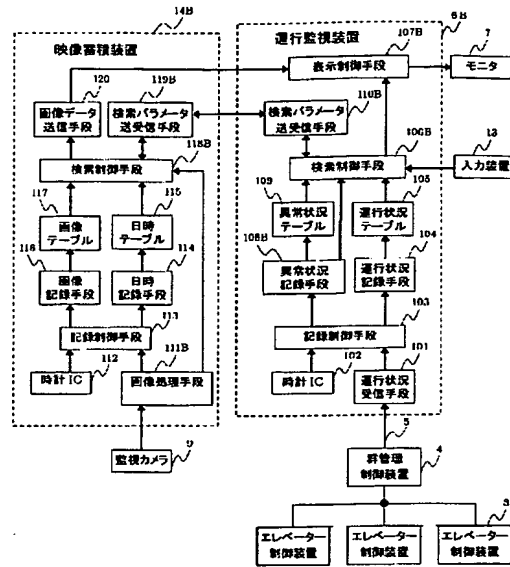 14B
6B
映像蓄積装置
運行監視装置
107B
7
120
119B
表示制御手段
モニタ
画像データ
送信手段
検索パラメータ
送受信手段
検索パラメータ
送受信手段
110B
118B
106B
13
検索制御手段
検索制御手段
入力装置
117
115
109
105
画像
テーブル
日時
テーブル
異常状況
テーブル
運行状況
テーブル
116
114
108B
104
画像
記録手段
日時
記録手段
異常状況
記録手段
運行状況
記録手段
113
103
記録制御手段
記録制御手段
112
111B
102
101
時計IC
画像処理手段
時計IC
運行状況
受信手段
9
5
監視カメラ
4
群管理
制御装置
3
エレベーター
制御装置
エレベーター
制御装置
エレベーター
制御装置